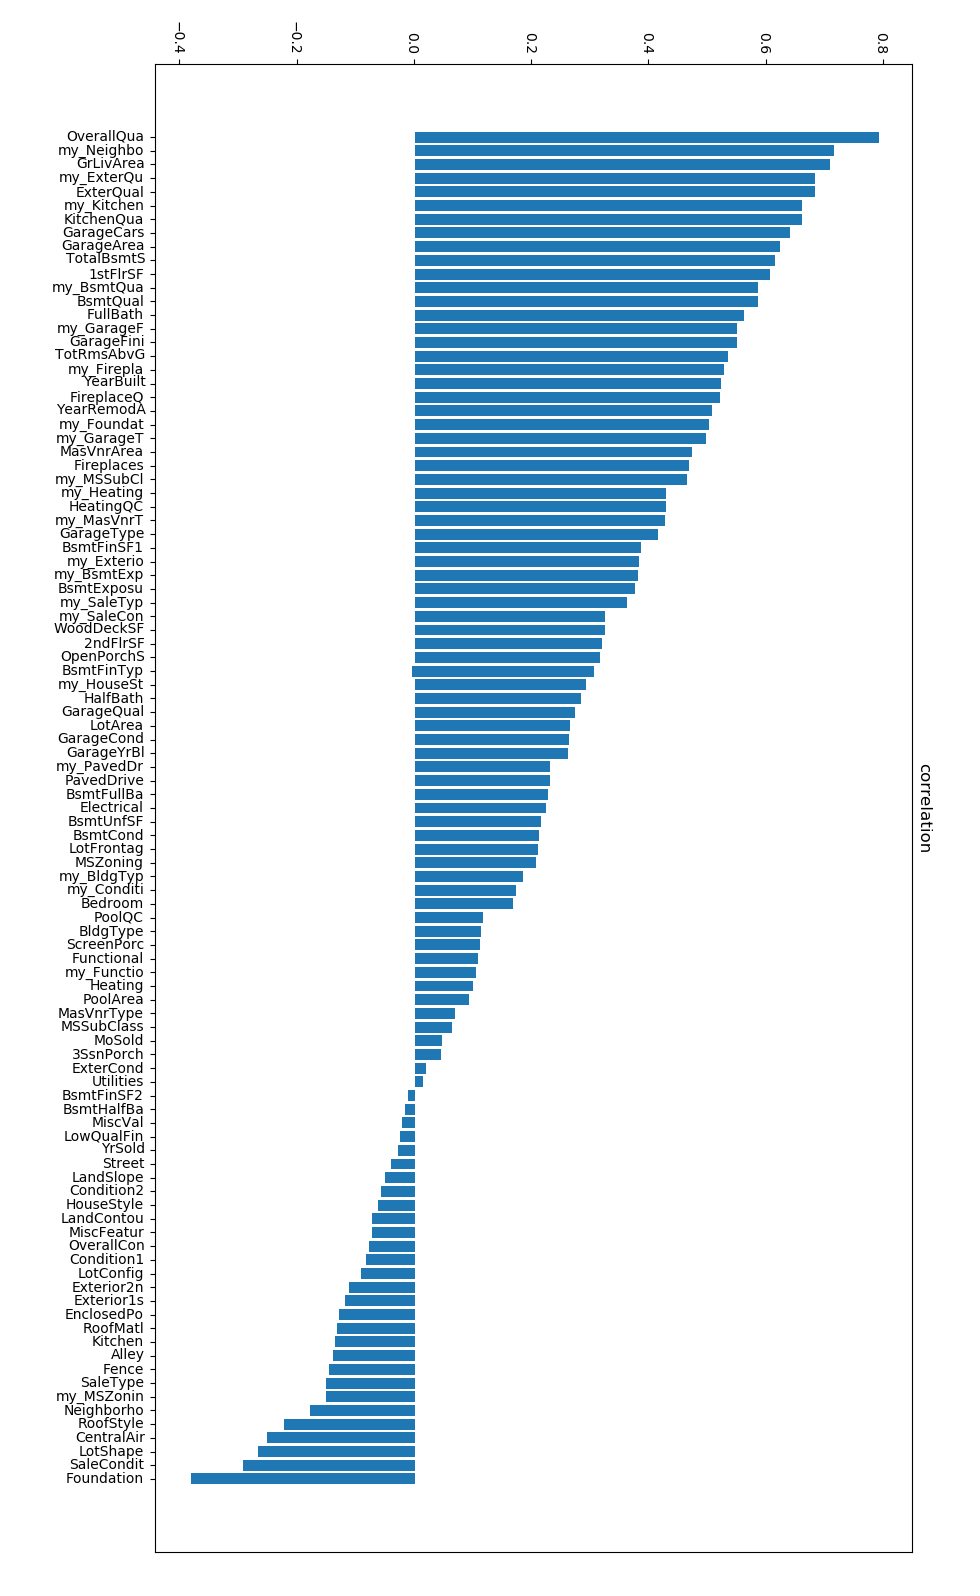 −0.4
−0.2
0.0
0.2
0.4
0.6
0.8
OverallQua
my_Neighbo
GrLivArea
my_ExterQu
ExterQual
my_Kitchen
KitchenQua
GarageCars
GarageArea
TotalBsmtS
1stFlrSF
my_BsmtQua
BsmtQual
FullBath
my_GarageF
GarageFini
TotRmsAbvG
my_Firepla
YearBuilt
FireplaceQ
YearRemodA
my_Foundat
my_GarageT
MasVnrArea
Fireplaces
my_MSSubCl
my_Heating
HeatingQC
my_MasVnrT
GarageType
BsmtFinSF1
my_Exterio
my_BsmtExp
BsmtExposu
my_SaleTyp
my_SaleCon
WoodDeckSF
2ndFlrSF
OpenPorchS
BsmtFinTyp
my_HouseSt
HalfBath
GarageQual
LotArea
GarageCond
GarageYrBl
my_PavedDr
PavedDrive
BsmtFullBa
Electrical
BsmtUnfSF
BsmtCond
LotFrontag
MSZoning
my_BldgTyp
my_Conditi
Bedroom
PoolQC
BldgType
ScreenPorc
Functional
my_Functio
Heating
PoolArea
MasVnrType
MSSubClass
MoSold
3SsnPorch
ExterCond
Utilities
BsmtFinSF2
BsmtHalfBa
MiscVal
LowQualFin
YrSold
Street
LandSlope
Condition2
HouseStyle
LandContou
MiscFeatur
OverallCon
Condition1
LotConfig
Exterior2n
Exterior1s
EnclosedPo
RoofMatl
Kitchen
Alley
Fence
SaleType
my_MSZonin
Neighborho
RoofStyle
CentralAir
LotShape
SaleCondit
Foundation
correlation